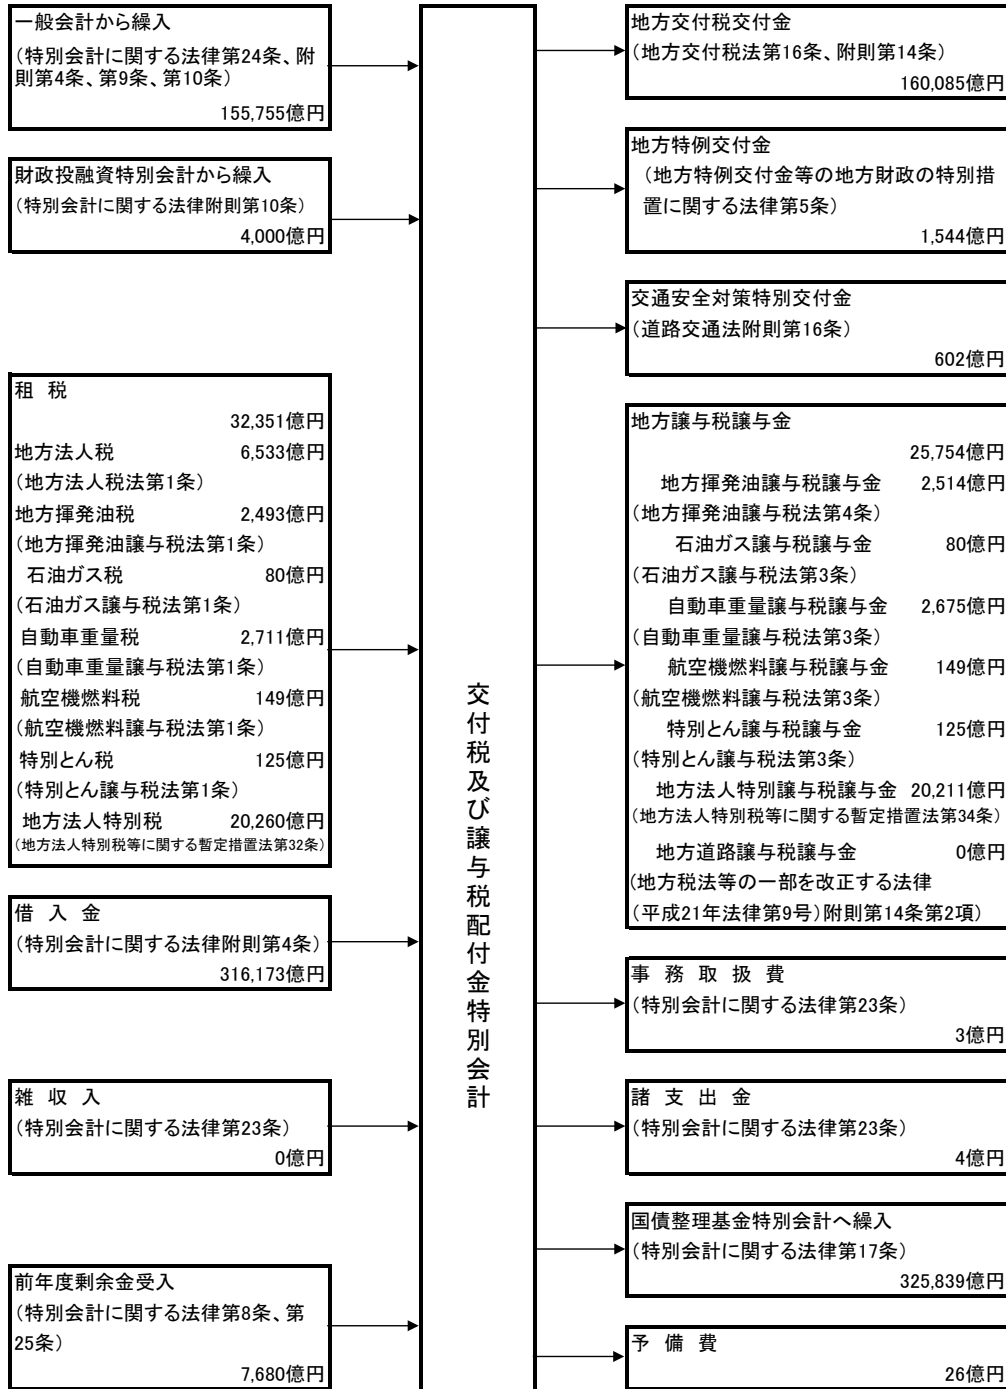 一般会計から繰入
(特別会計に関する法律第24条、附
則第4条、第9条、第10条)
155,755億円
財政投融資特別会計から繰入
(特別会計に関する法律附則第10条)
4,000億円
租 税
32,351億円
地方法人税 6,533億円
(地方法人税法第1条)
地方揮発油税 2,493億円
(地方揮発油譲与税法第1条)
石油ガス税 80億円
(石油ガス譲与税法第1条)
自動車重量税 2,711億円
(自動車重量譲与税法第1条)
航空機燃料税 149億円
(航空機燃料譲与税法第1条)
特別とん税 125億円
(特別とん譲与税法第1条)
地方法人特別税 20,260億円
(地方法人特別税等に関する暫定措置法第32条)
借 入 金
(特別会計に関する法律附則第4条)
316,173億円
雑 収 入
(特別会計に関する法律第23条)
0億円
前年度剰余金受入
(特別会計に関する法律第8条、第
25条)
7,680億円
交付税及び譲与税配付金特別会計
地方交付税交付金
(地方交付税法第16条、附則第14条)
160,085億円
地方特例交付金
(地方特例交付金等の地方財政の特別措
置に関する法律第5条)
1,544億円
交通安全対策特別交付金
(道路交通法附則第16条)
602億円
地方譲与税譲与金
25,754億円
地方揮発油譲与税譲与金 2,514億円
(地方揮発油譲与税法第4条)
石油ガス譲与税譲与金 80億円
(石油ガス譲与税法第3条)
自動車重量譲与税譲与金 2,675億円
(自動車重量譲与税法第3条)
航空機燃料譲与税譲与金 149億円
(航空機燃料譲与税法第3条)
特別とん譲与税譲与金 125億円
(特別とん譲与税法第3条)
地方法人特別譲与税譲与金 20,211億円
(地方法人特別税等に関する暫定措置法第34条)
地方道路譲与税譲与金 0億円
(地方税法等の一部を改正する法律
(平成21年法律第9号)附則第14条第2項)
事 務 取 扱 費
(特別会計に関する法律第23条)
3億円
諸 支 出 金
(特別会計に関する法律第23条)
4億円
国債整理基金特別会計へ繰入
(特別会計に関する法律第17条)
325,839億円
予 備 費
26億円